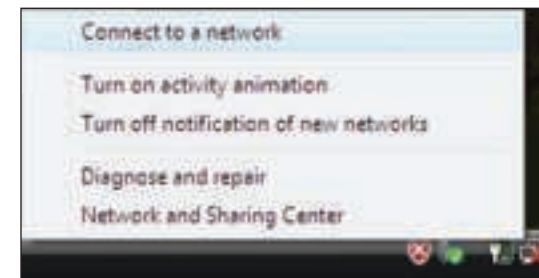 Connect to a network
Turn on activity animation
Turn off notification of new networks
Diagnose and repair
Network and Sharing Center